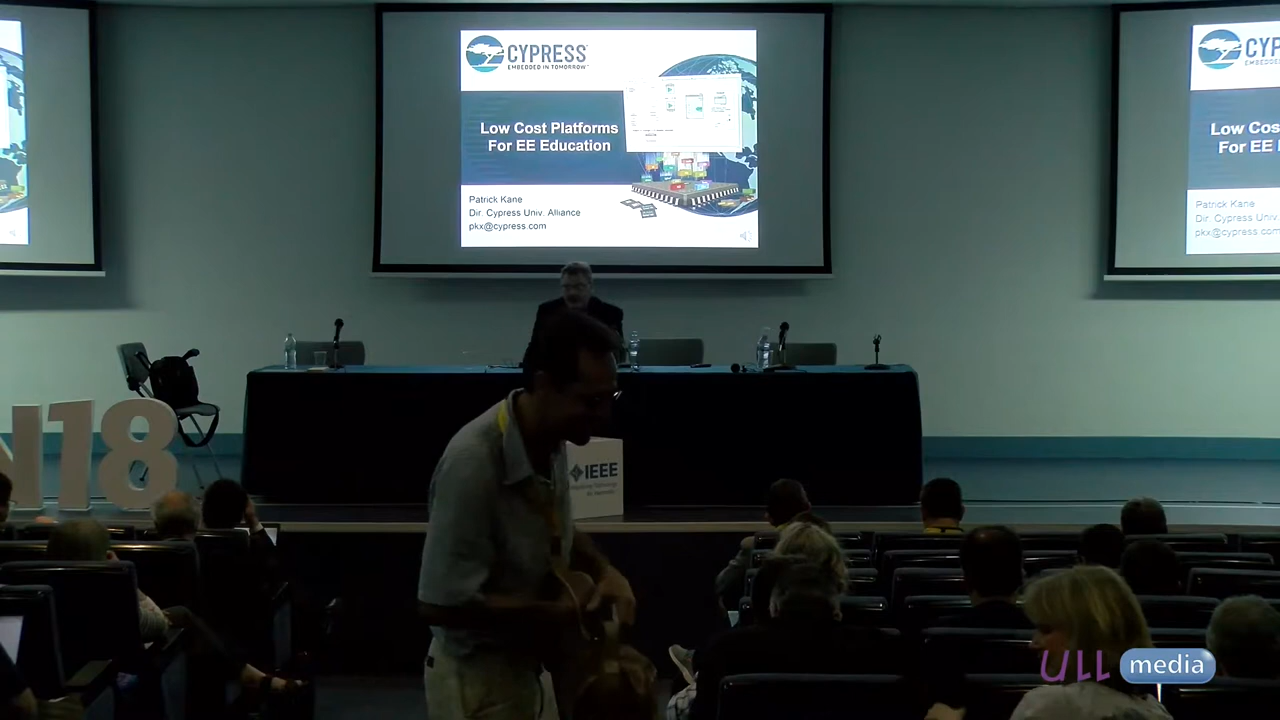 CYPRESS
EMBEDDED IN TOMORROW
Low Cost Platforms
For EE Education
Patrick Kane
Dir. Cypress Univ. Alliance
pkx@cypress.com
CYP
Low Cos
For EE
Patrick Kane
Dir. Cypress Univ.
pkx@cypress.com
N18
IEEE
ULL media